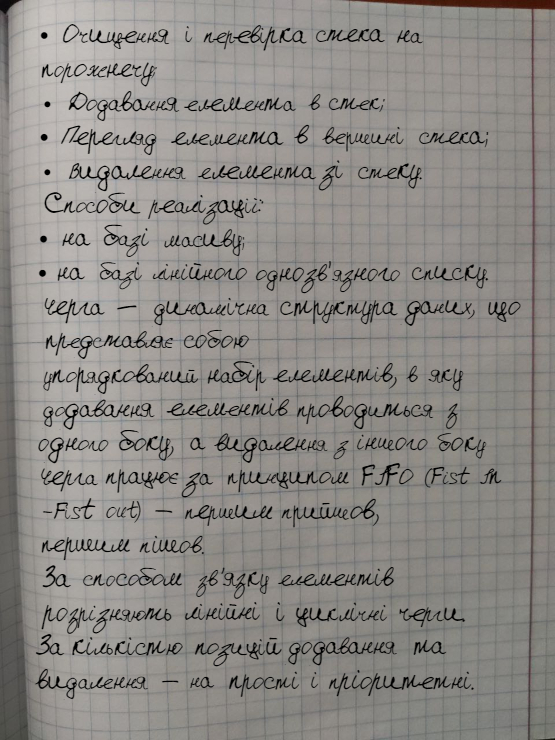 • Очищення і перевірка стека на
порожнечу;
• Додавання елемента в стек;
• Перегляд елемента в вершині стека;
• видалення елемента зі стеку.
Способи реалізації:
• на базі масиву;
• на базі лінійного однозв'язного списку.
Черга — динамічна структура даних, що
представляє собою
упорядкований набір елементів, в яку
додавання елементів проводиться з
одного боку, а видалення з іншого боку
Черга працює за принципом FIFO (Fist In
-Fist out) — першим прийшов,
першим пішов.
За способом зв'язку елементів
розрізняють лінійні і циклічні черги.
За кількістю позицій додавання та
видалення — на прості і пріоритетні.